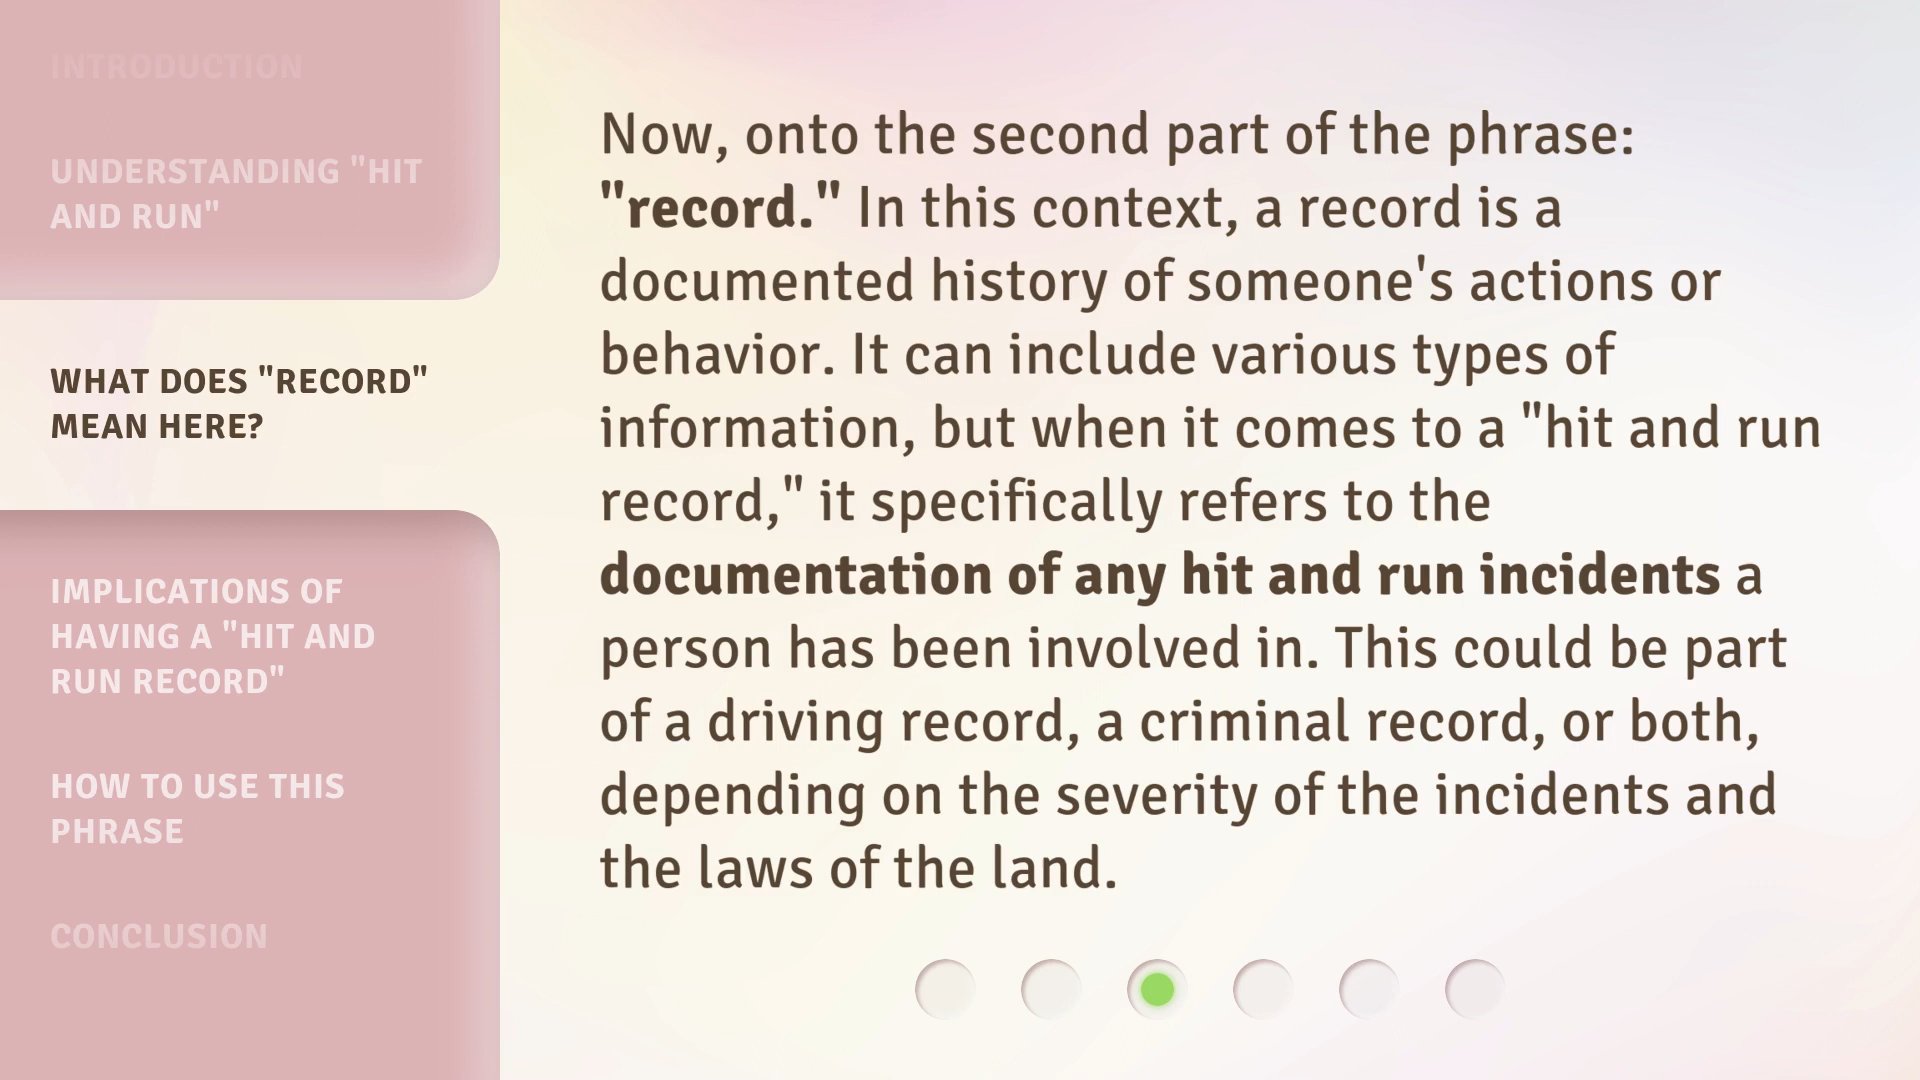 INTRODUCTION
UNDERSTANDING "HIT
AND RUN"
WHAT DOES "RECORD"
MEAN HERE?
IMPLICATIONS OF
HAVING A "HIT AND
RUN RECORD"
HOW TO USE THIS
PHRASE
CONCLUSION
Now, onto the second part of the phrase:
"record." In this context, a record is a
documented history of someone's actions or
behavior. It can include various types of
information, but when it comes to a "hit and run
record," it specifically refers to the
documentation of any hit and run incidents a
person has been involved in. This could be part
of a driving record, a criminal record, or both,
depending on the severity of the incidents and
the laws of the land.